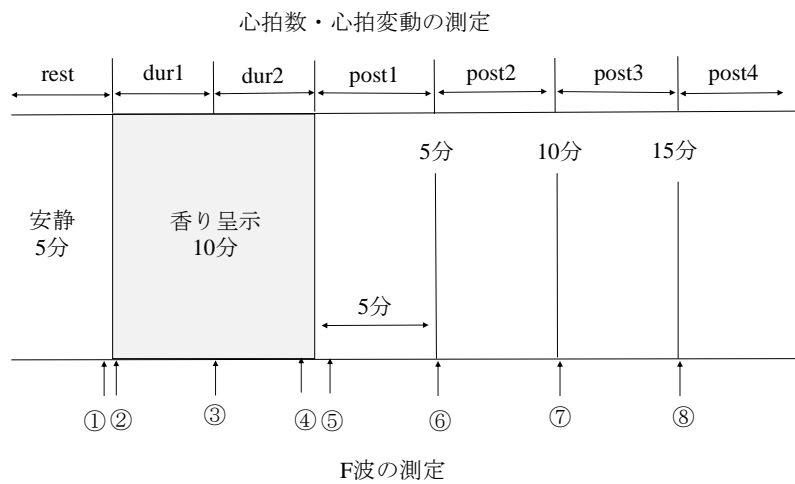 心拍数・心拍変動の測定
rest dur1 dur2 post1 post2 post3 post4
5分 10分 15分
安静 香り呈示
5分 10分
5分
①② ③ ④⑤ ⑥ ⑦ ⑧
F波の測定